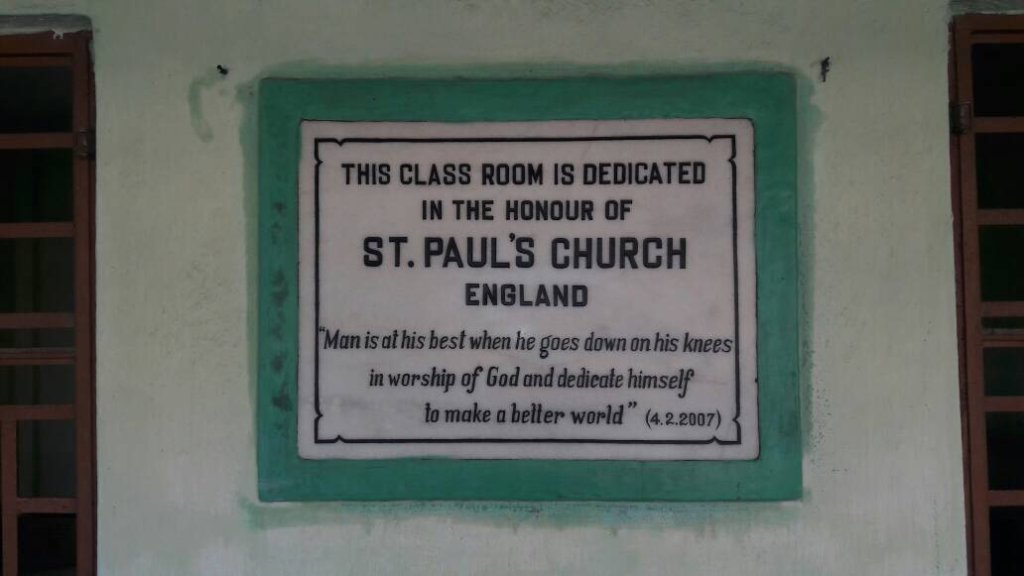 THIS CLASS ROOM IS DEDICATED
IN THE HONOUR OF
ST. PAUL'S CHURCH
ENGLAND
"Man is at his best when he goes down on his knees
in worship of God and dedicate himself
to make a better world" (4.2.2007)